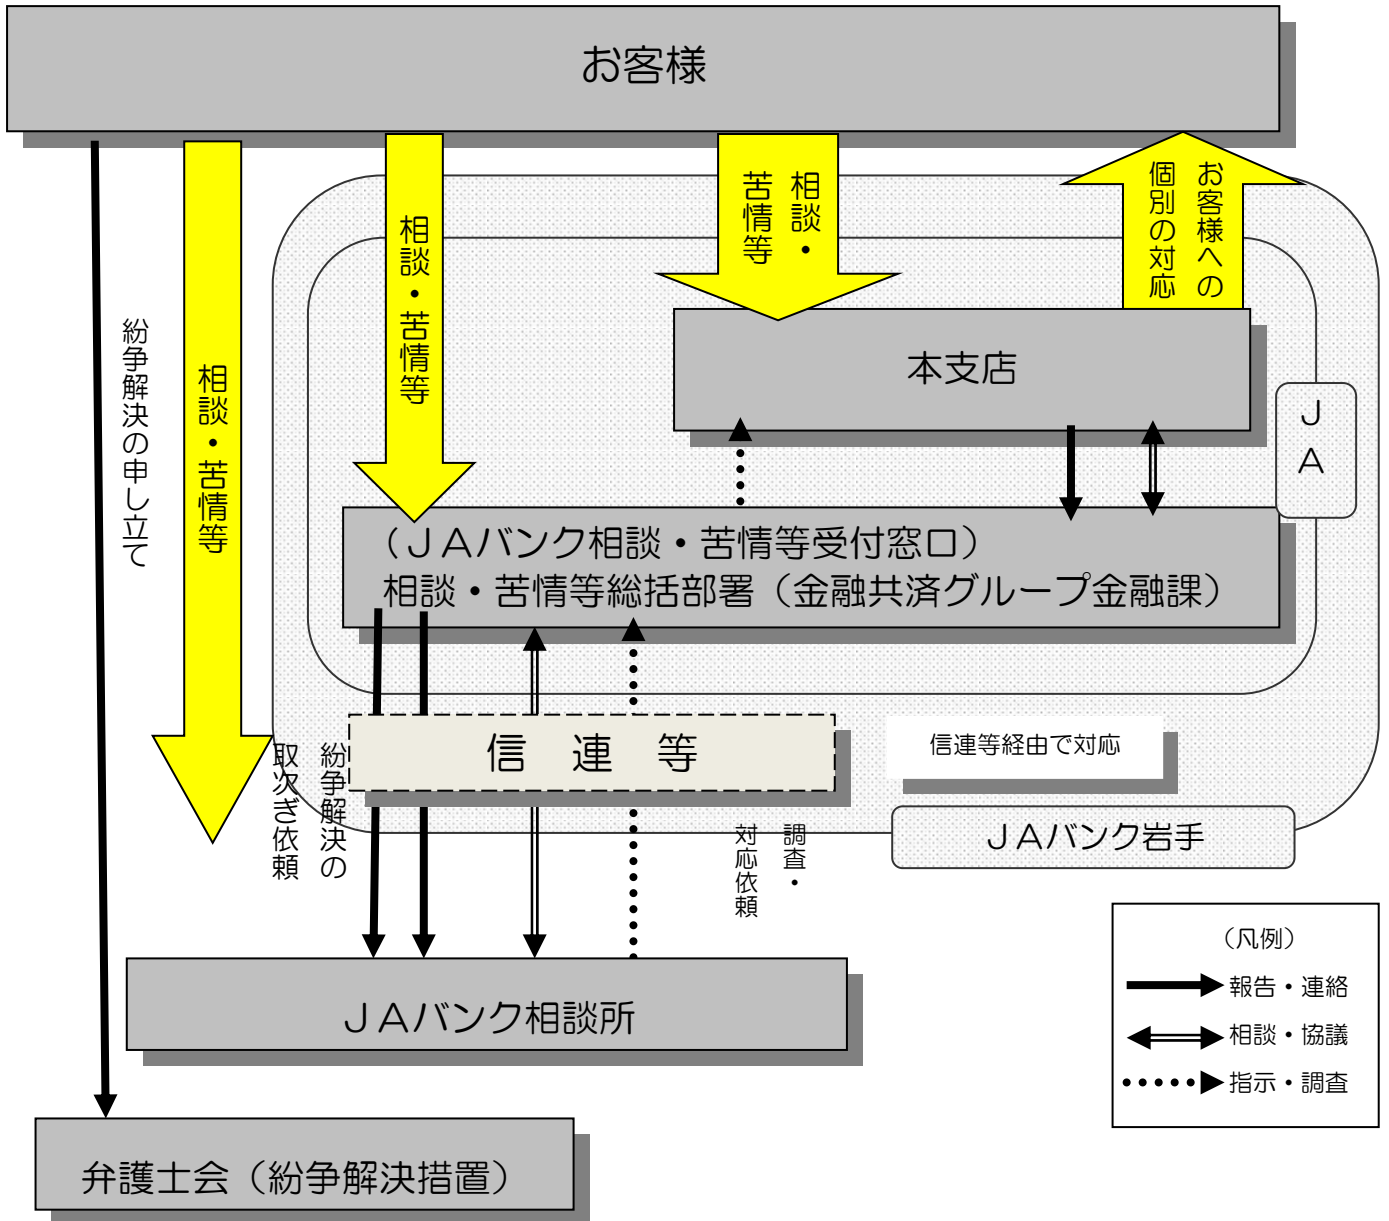 お客様
紛争解決の申し立て
相談・苦情等
相談・苦情等
相談・
苦情等
お客様への
個別の対応
本支店
ＪＡ
（ＪＡバンク相談・苦情等受付窓口）
相談・苦情等総括部署（金融共済グループ金融課）
信連等
信連等経由で対応
紛争解決の
取次ぎ依頼
調査・
対応依頼
ＪＡバンク岩手
ＪＡバンク相談所
弁護士会（紛争解決措置）
（凡例）
報告・連絡
相談・協議
指示・調査